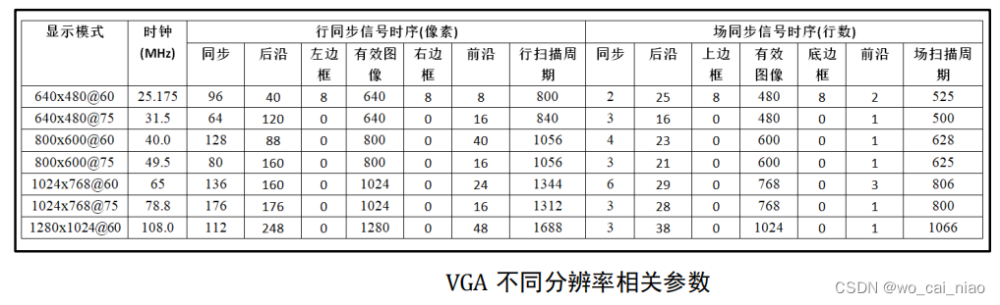 显示模式 时钟(MHz) 行同步信号时序(像素) 场同步信号时序(行数)
同步 后沿 左边框 有效图像 右边框 前沿 行扫描周期 同步 后沿 上边框 有效图像 底边框 前沿 场扫描周期
640x480@60 25.175 96 40 8 640 8 8 800 2 25 8 480 8 2 525
640x480@75 31.5 64 120 0 640 0 16 840 3 16 0 480 0 1 500
800x600@60 40.0 128 88 0 800 0 40 1056 4 23 0 600 0 1 628
800x600@75 49.5 80 160 0 800 0 16 1056 3 21 0 600 0 1 625
1024x768@60 65 136 160 0 1024 0 24 1344 6 29 0 768 0 3 806
1024x768@75 78.8 176 176 0 1024 0 16 1312 3 28 0 768 0 1 800
1280x1024@60 108.0 112 248 0 1280 0 48 1688 3 38 0 1024 0 1 1066
VGA 不同分辨率相关参数
CSDN @wo_cai_niao